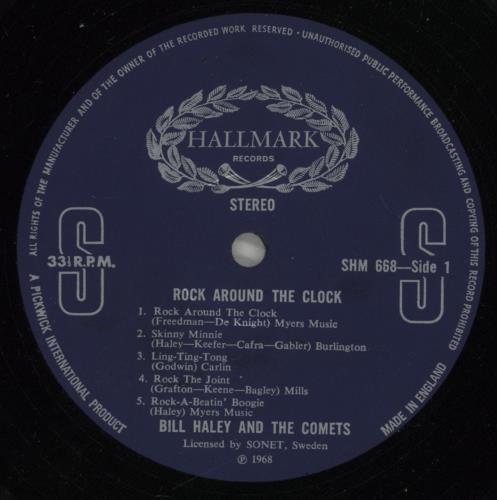 ALL RIGHTS OF THE MANUFACTURER AND OF THE OWNER OF THE RECORDED WORK RESERVED · UNAUTHORISED PUBLIC PERFORMANCE BROADCASTING AND COPYING OF THIS RECORD PROHIBITED
HALLMARK
RECORDS
STEREO
S
S
33⅓ R.P.M.
SHM 668—Side 1
ROCK AROUND THE CLOCK
1. Rock Around The Clock
(Freedman—De Knight) Myers Music
2. Skinny Minnie
(Haley—Keefer—Cafra—Gabler) Burlington
3. Ling-Ting-Tong
(Godwin) Carlin
4. Rock The Joint
(Grafton—Keene—Bagley) Mills
5. Rock-A-Beatin' Boogie
(Haley) Myers Music
BILL HALEY AND THE COMETS
Licensed by SONET, Sweden
℗ 1968
A PICKWICK INTERNATIONAL PRODUCT
MADE IN ENGLAND